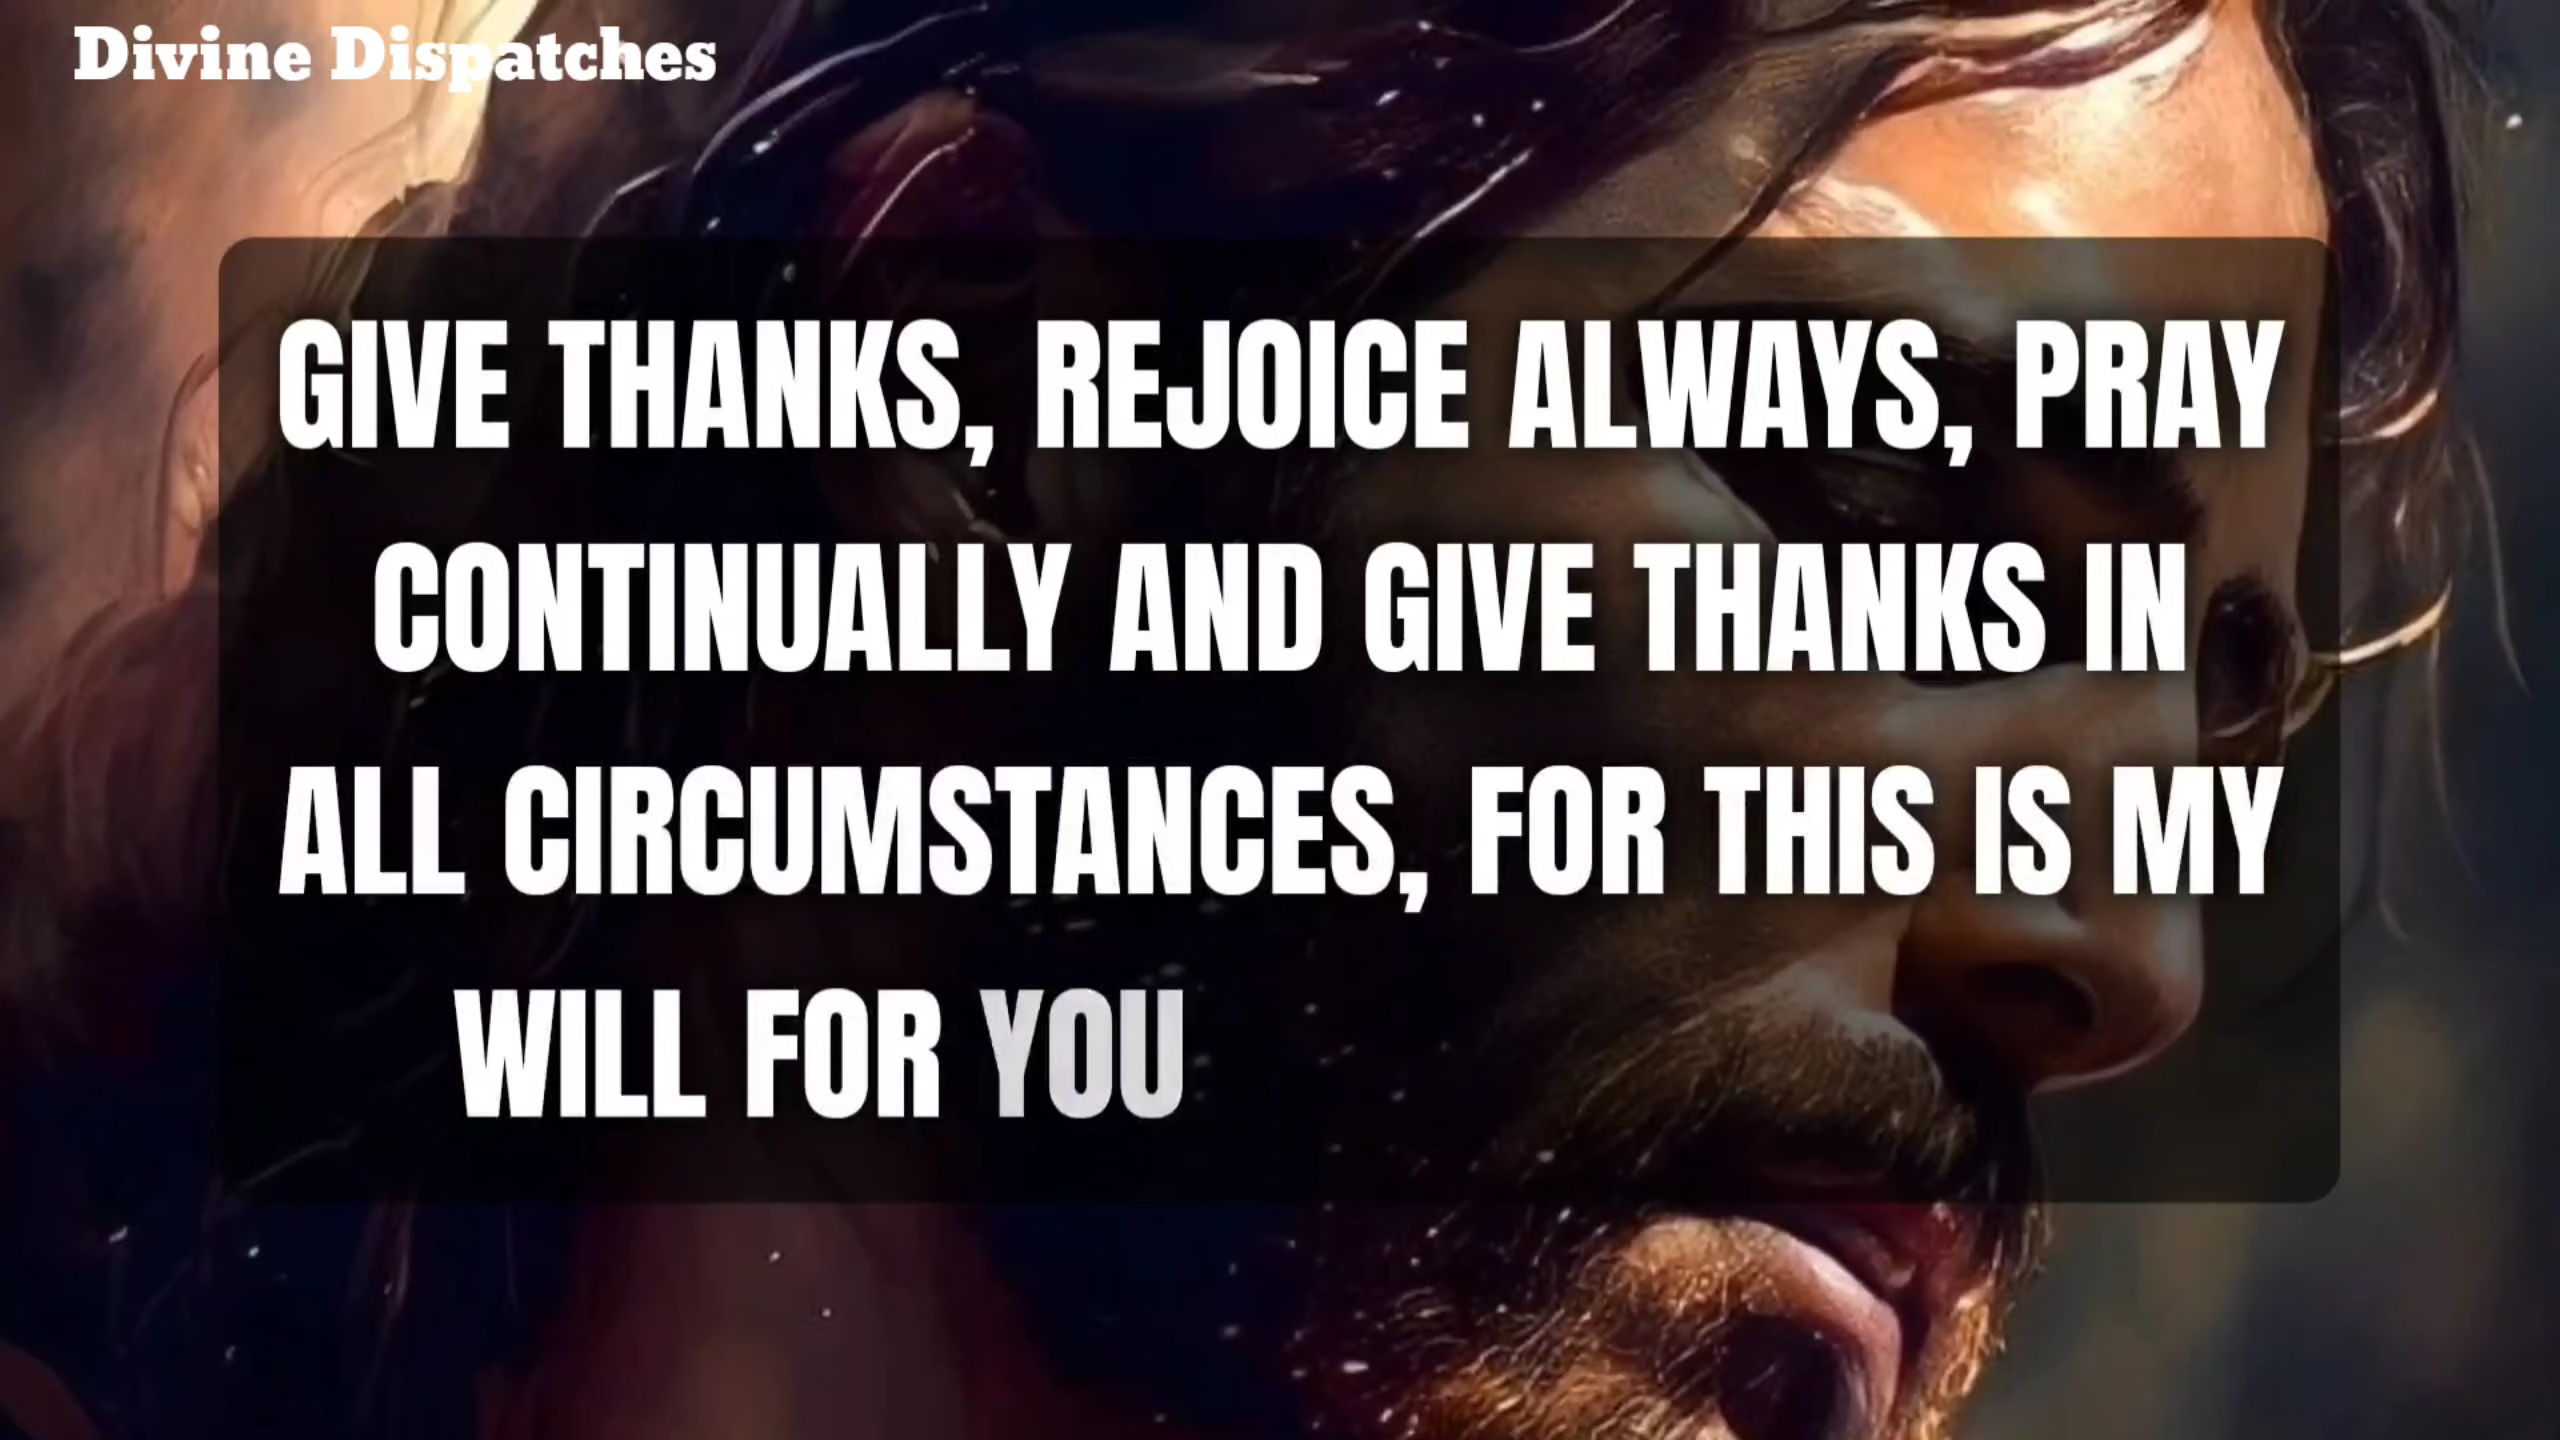 Divine Dispatches
GIVE THANKS, REJOICE ALWAYS, PRAY
CONTINUALLY AND GIVE THANKS IN
ALL CIRCUMSTANCES, FOR THIS IS MY
WILL FOR YOU